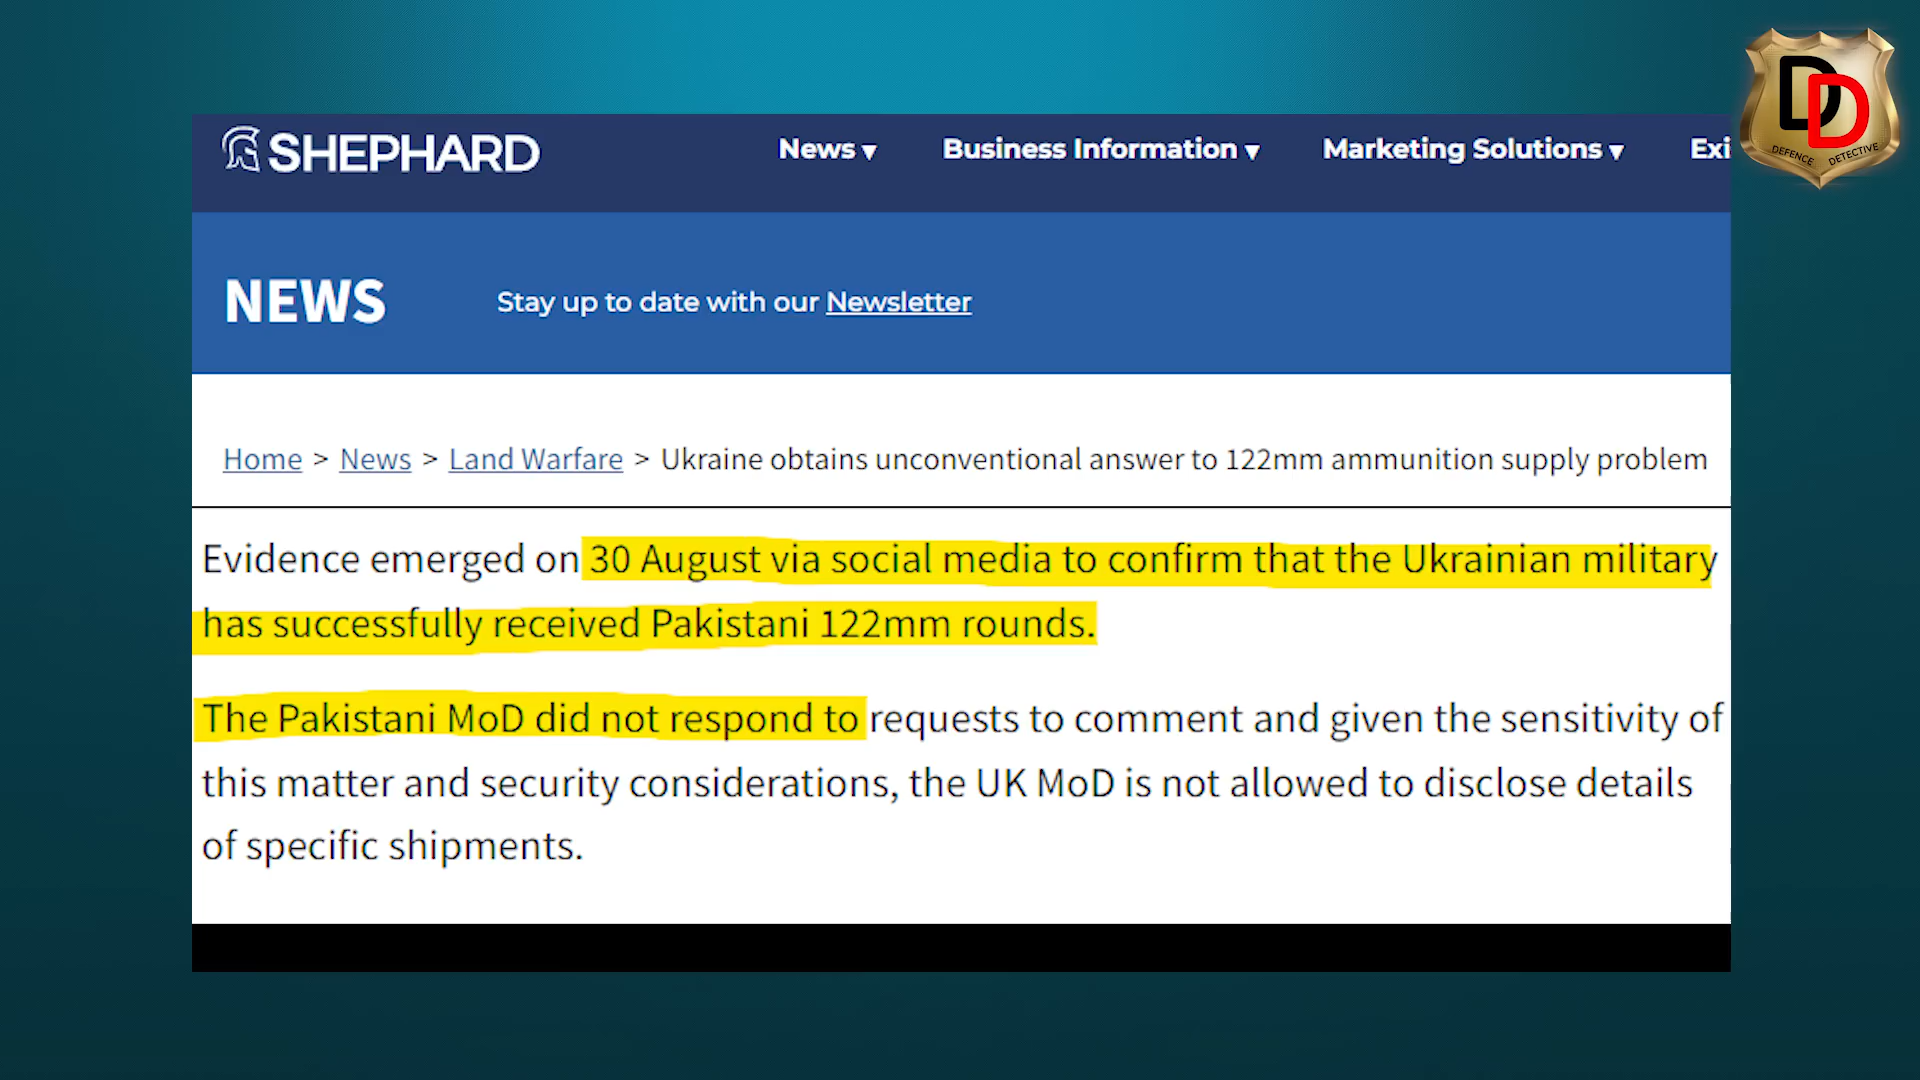 SHEPHARD
News ▾
Business Information ▾
Marketing Solutions ▾
Exi
DD
DEFENCE DETECTIVE
NEWS
Stay up to date with our Newsletter
Home > News > Land Warfare > Ukraine obtains unconventional answer to 122mm ammunition supply problem
Evidence emerged on 30 August via social media to confirm that the Ukrainian military
has successfully received Pakistani 122mm rounds.
The Pakistani MoD did not respond to requests to comment and given the sensitivity of
this matter and security considerations, the UK MoD is not allowed to disclose details
of specific shipments.